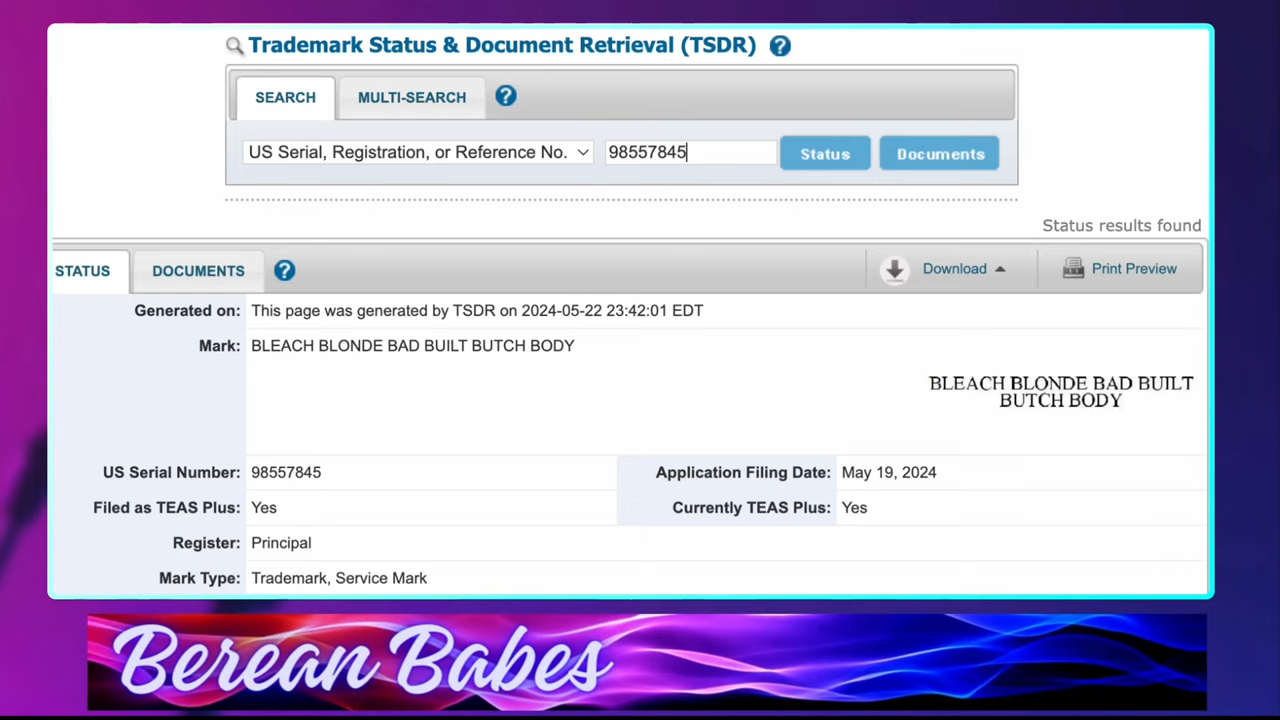 Trademark Status & Document Retrieval (TSDR) ?
SEARCH MULTI-SEARCH ?
US Serial, Registration, or Reference No. 98557845 Status Documents
Status results found
STATUS DOCUMENTS ? Download Print Preview
Generated on: This page was generated by TSDR on 2024-05-22 23:42:01 EDT
Mark: BLEACH BLONDE BAD BUILT BUTCH BODY
BLEACH BLONDE BAD BUILT
BUTCH BODY
US Serial Number: 98557845 Application Filing Date: May 19, 2024
Filed as TEAS Plus: Yes Currently TEAS Plus: Yes
Register: Principal
Mark Type: Trademark, Service Mark
Berean Babes